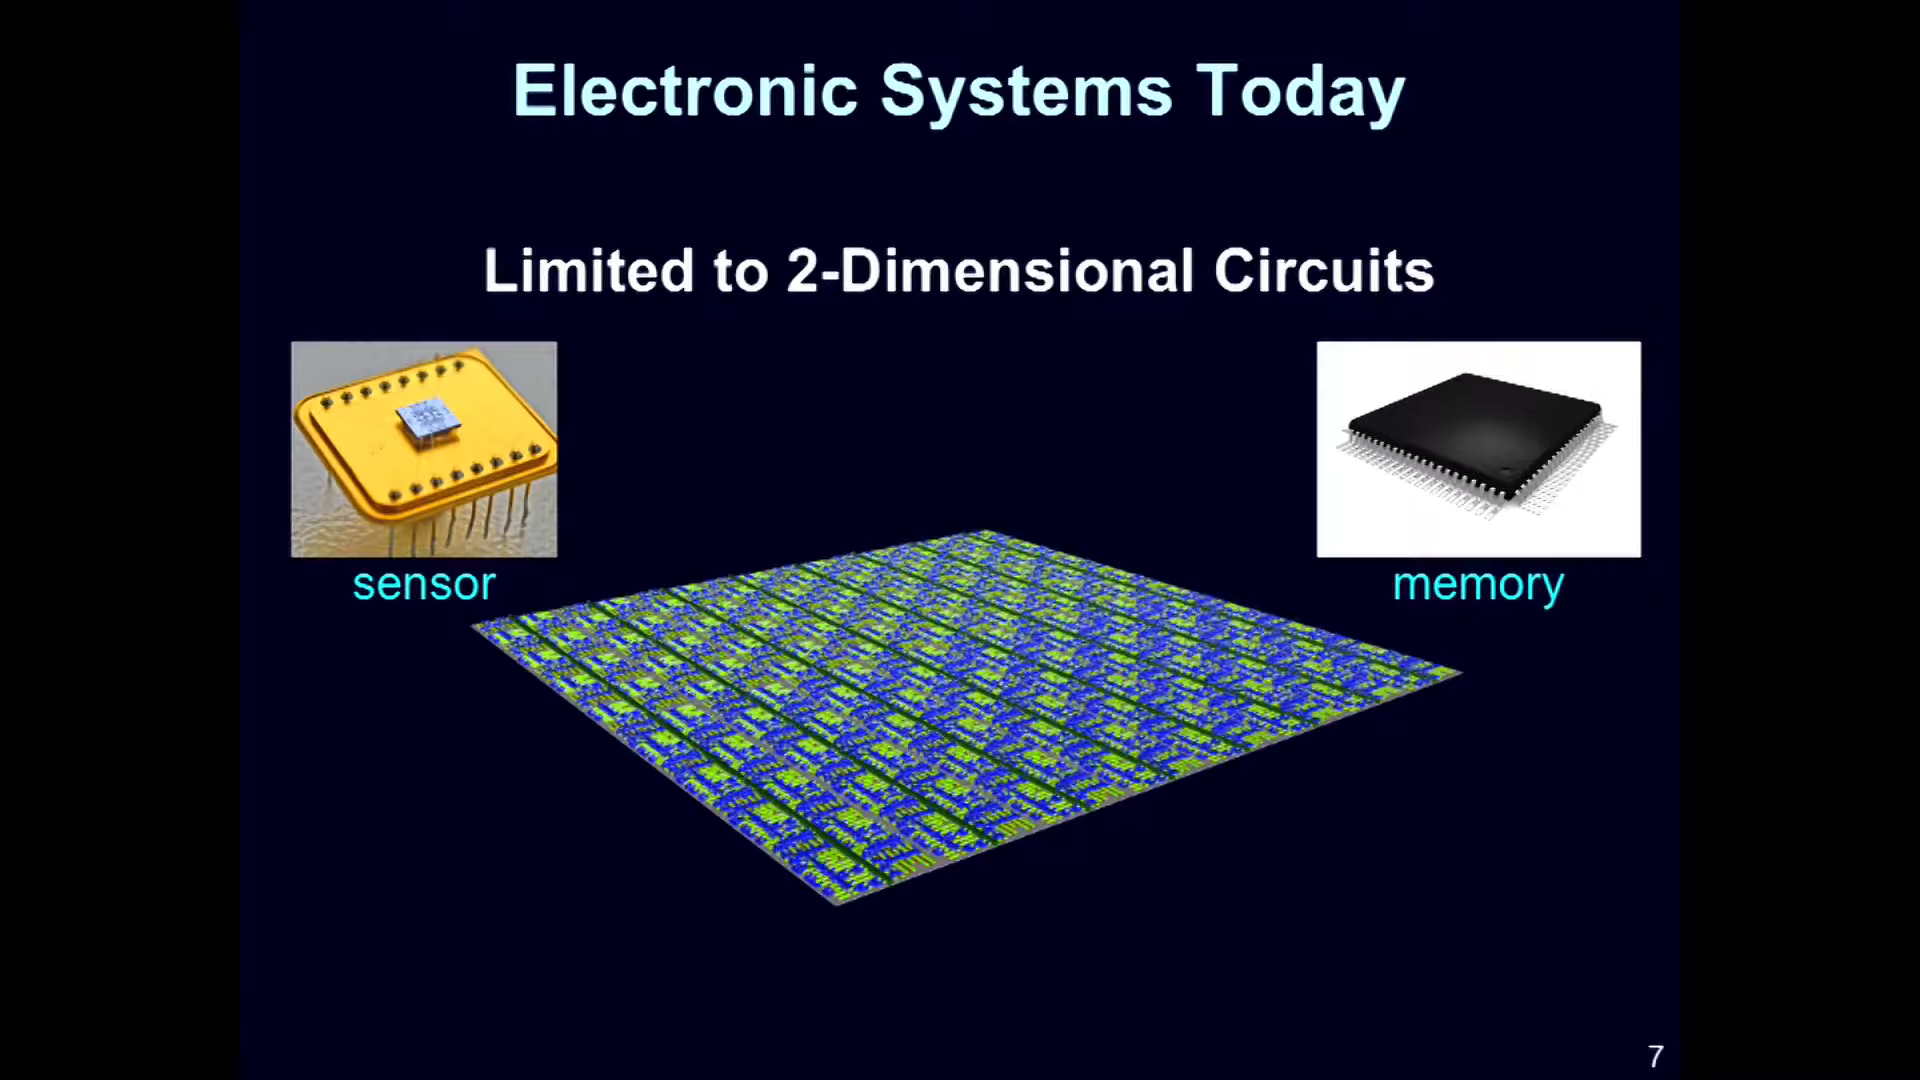 Electronic Systems Today
Limited to 2-Dimensional Circuits
sensor
memory
7